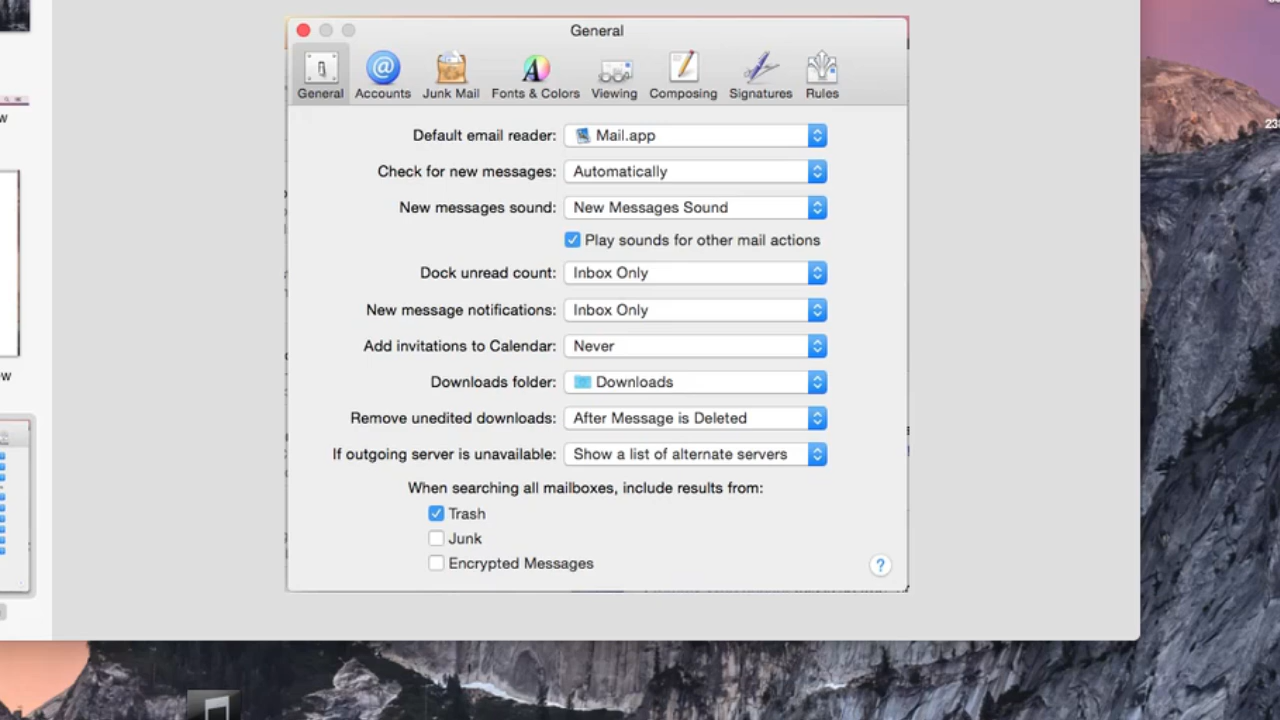 General
General Accounts Junk Mail Fonts & Colors Viewing Composing Signatures Rules
Default email reader: Mail.app
Check for new messages: Automatically
New messages sound: New Messages Sound
Play sounds for other mail actions
Dock unread count: Inbox Only
New message notifications: Inbox Only
Add invitations to Calendar: Never
Downloads folder: Downloads
Remove unedited downloads: After Message is Deleted
If outgoing server is unavailable: Show a list of alternate servers
When searching all mailboxes, include results from:
Trash
Junk
Encrypted Messages
?